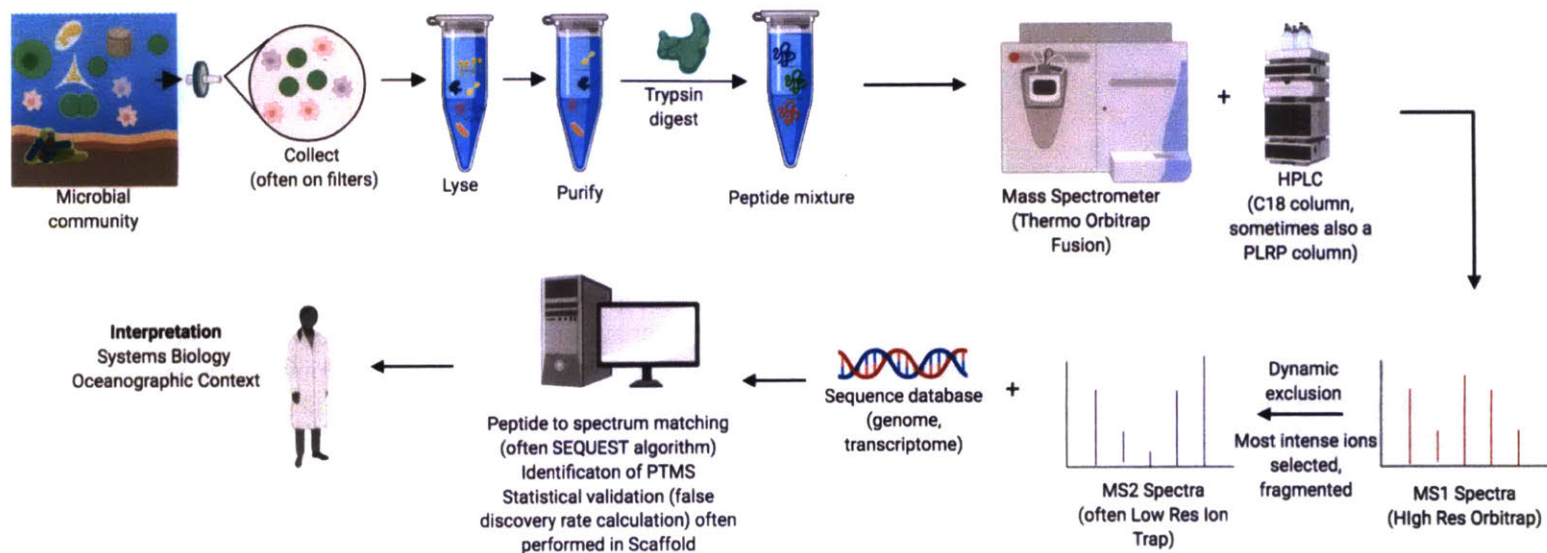 Microbial
community
Collect
(often on filters)
Lyse
Purify
Trypsin
digest
Peptide mixture
Mass Spectrometer
(Thermo Orbitrap
Fusion)
+
HPLC
(C18 column,
sometimes also a
PLRP column)
MS1 Spectra
(HIgh Res Orbitrap)
Dynamic
exclusion
Most intense ions
selected,
fragmented
MS2 Spectra
(often Low Res Ion
Trap)
+
Sequence database
(genome,
transcriptome)
Peptide to spectrum matching
(often SEQUEST algorithm)
Identificaton of PTMS
Statistical validation (false
discovery rate calculation) often
performed in Scaffold
Interpretation
Systems Biology
Oceanographic Context